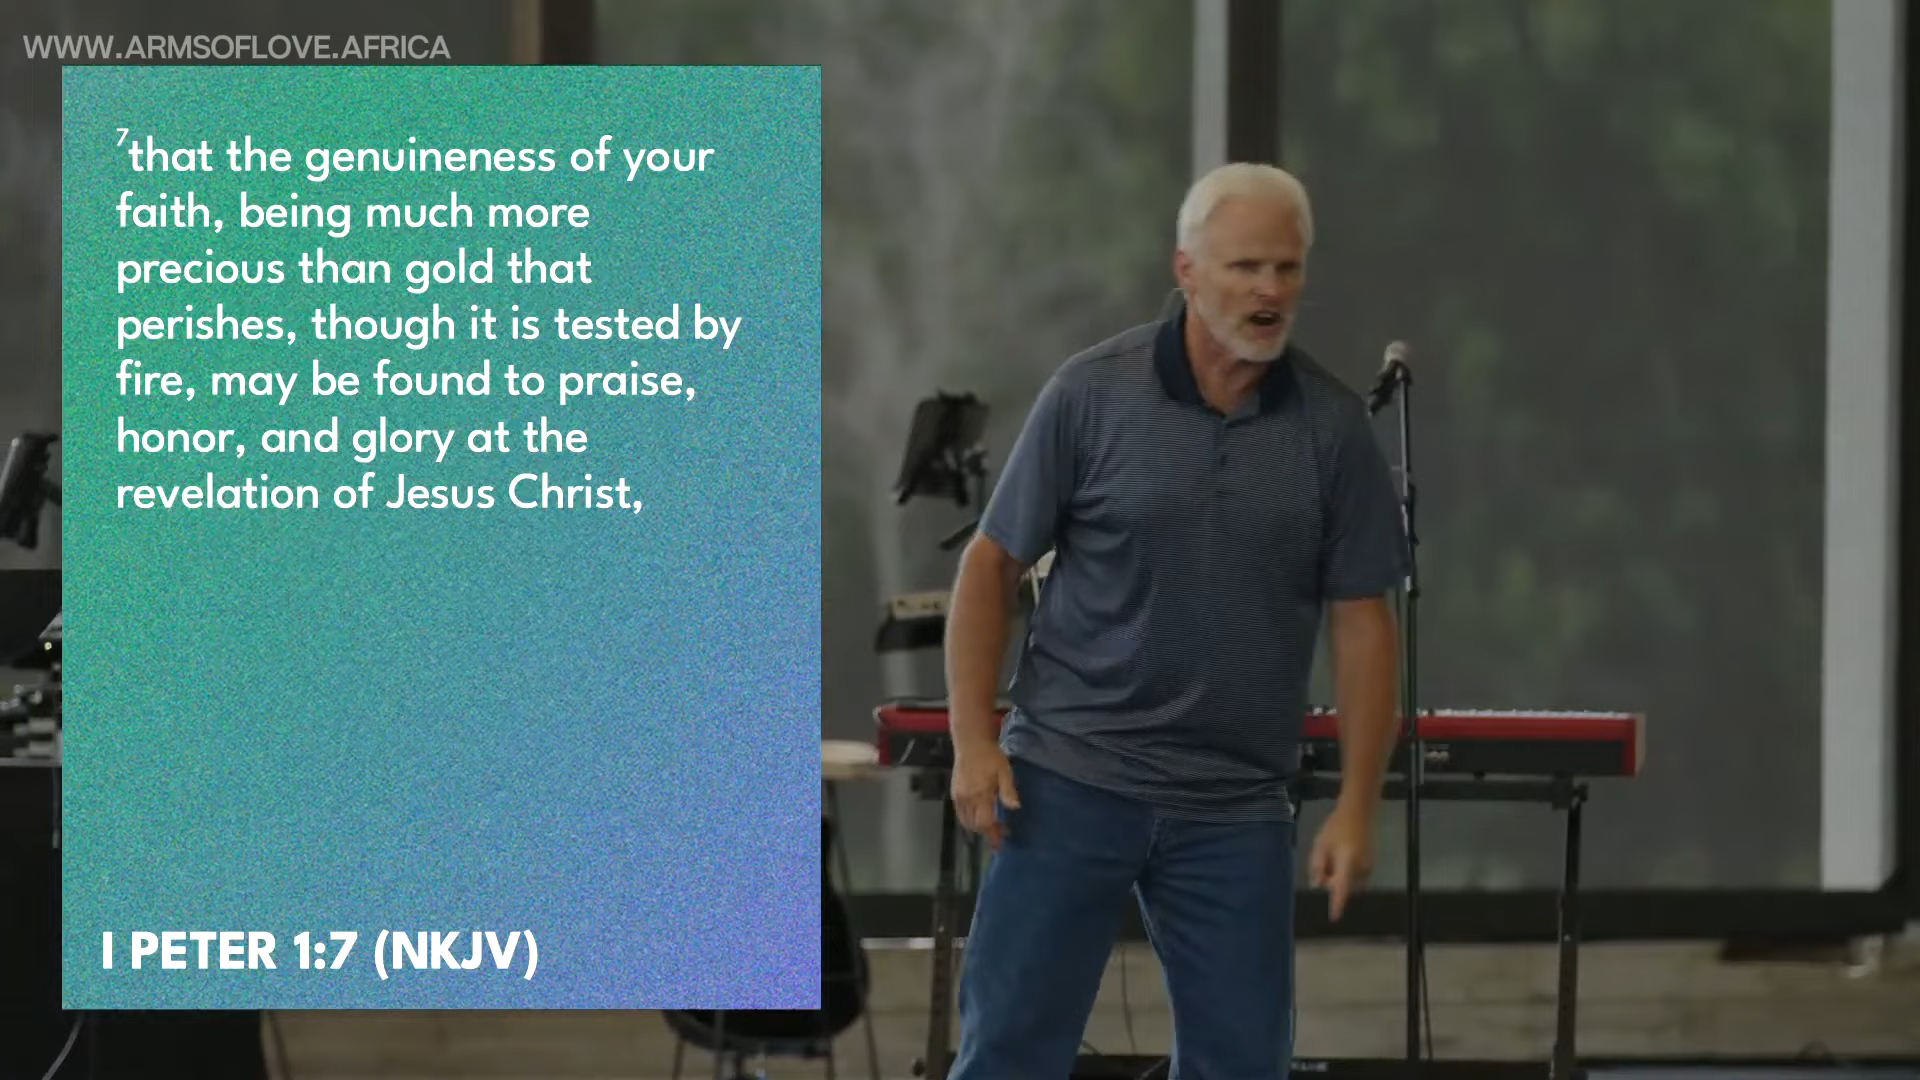 WWW.ARMSOFLOVE.AFRICA
⁷that the genuineness of your
faith, being much more
precious than gold that
perishes, though it is tested by
fire, may be found to praise,
honor, and glory at the
revelation of Jesus Christ,
I PETER 1:7 (NKJV)